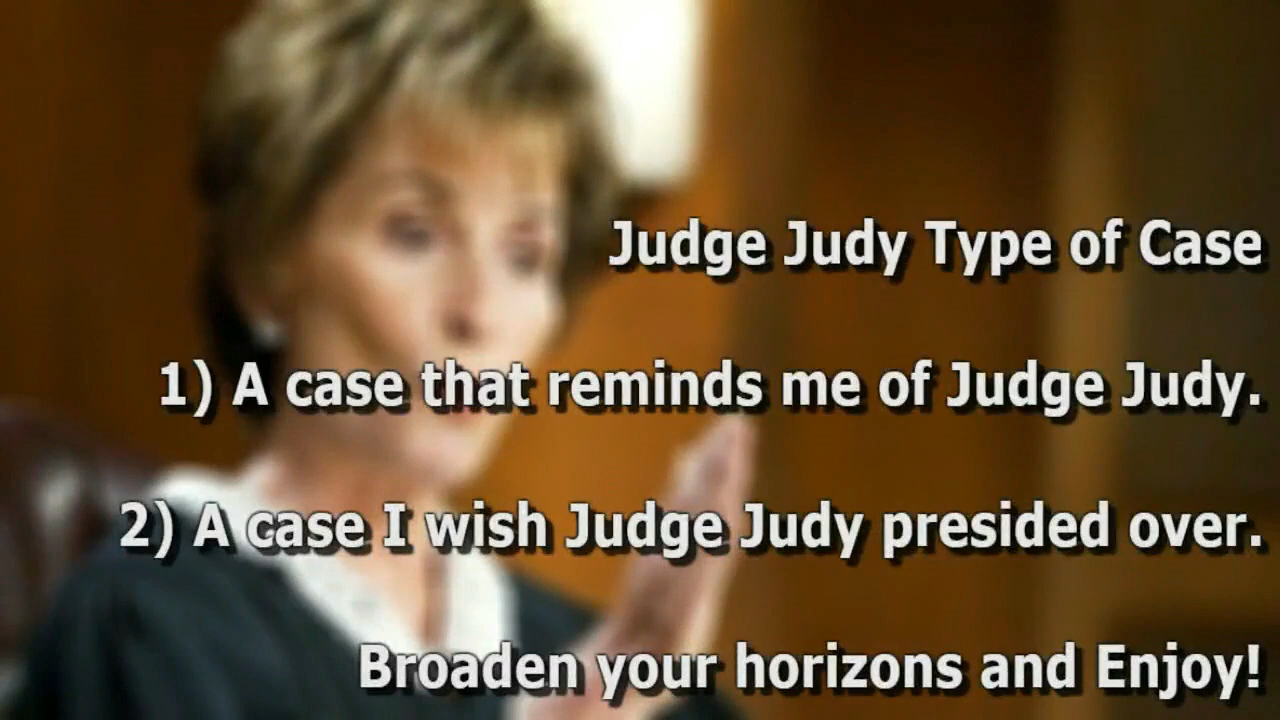 Judge Judy Type of Case
1) A case that reminds me of Judge Judy.
2) A case I wish Judge Judy presided over.
Broaden your horizons and Enjoy!